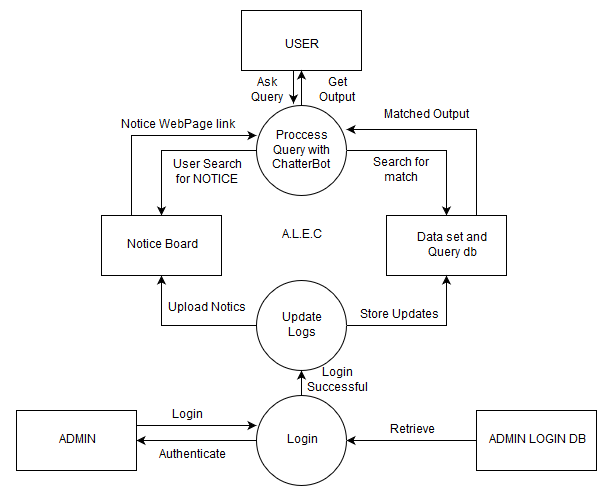 USER
Ask
Query
Get
Output
Notice WebPage link
Matched Output
Proccess
Query with
ChatterBot
User Search
for NOTICE
Search for
match
Notice Board
A.L.E.C
Data set and
Query db
Upload Notics
Update
Logs
Store Updates
Login
Successful
Login
ADMIN
Authenticate
Login
Retrieve
ADMIN LOGIN DB